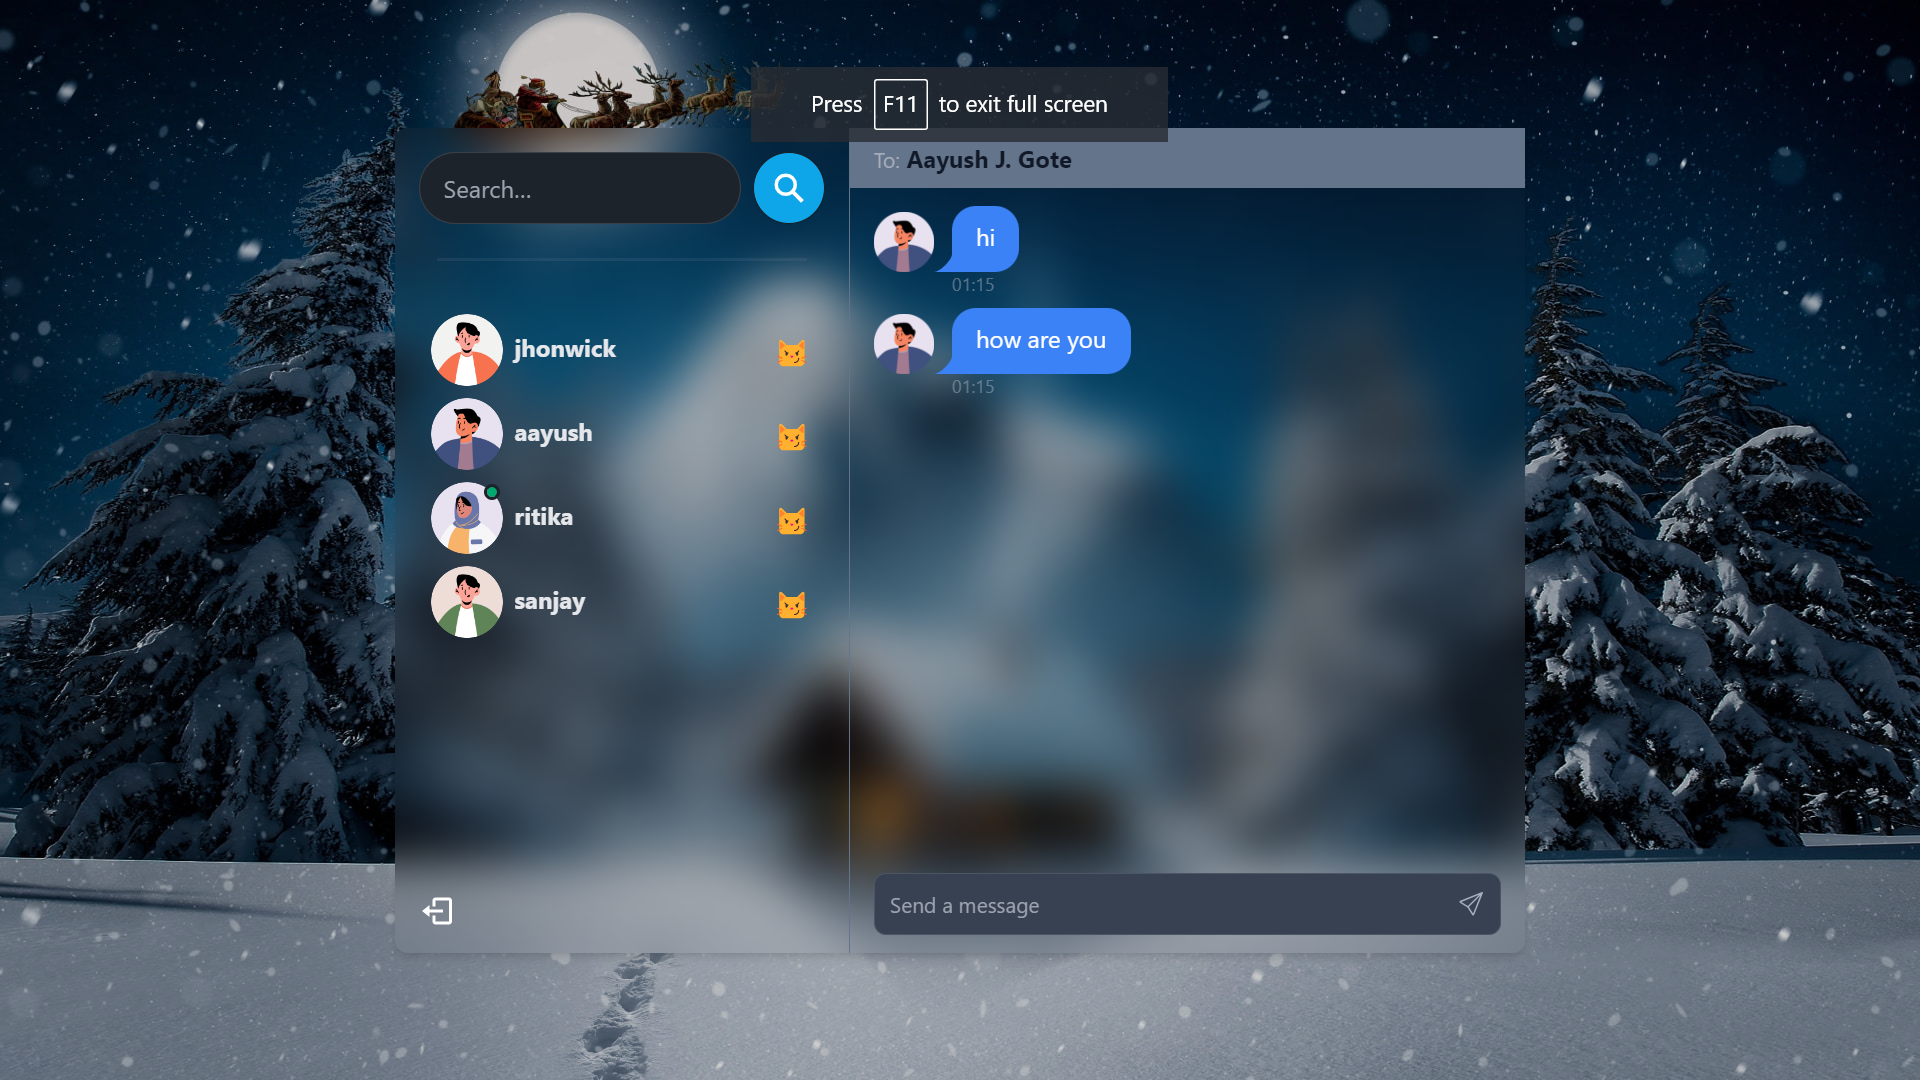 Press F11 to exit full screen
Search...
jhonwick
aayush
ritika
sanjay
To: Aayush J. Gote
hi
01:15
how are you
01:15
Send a message